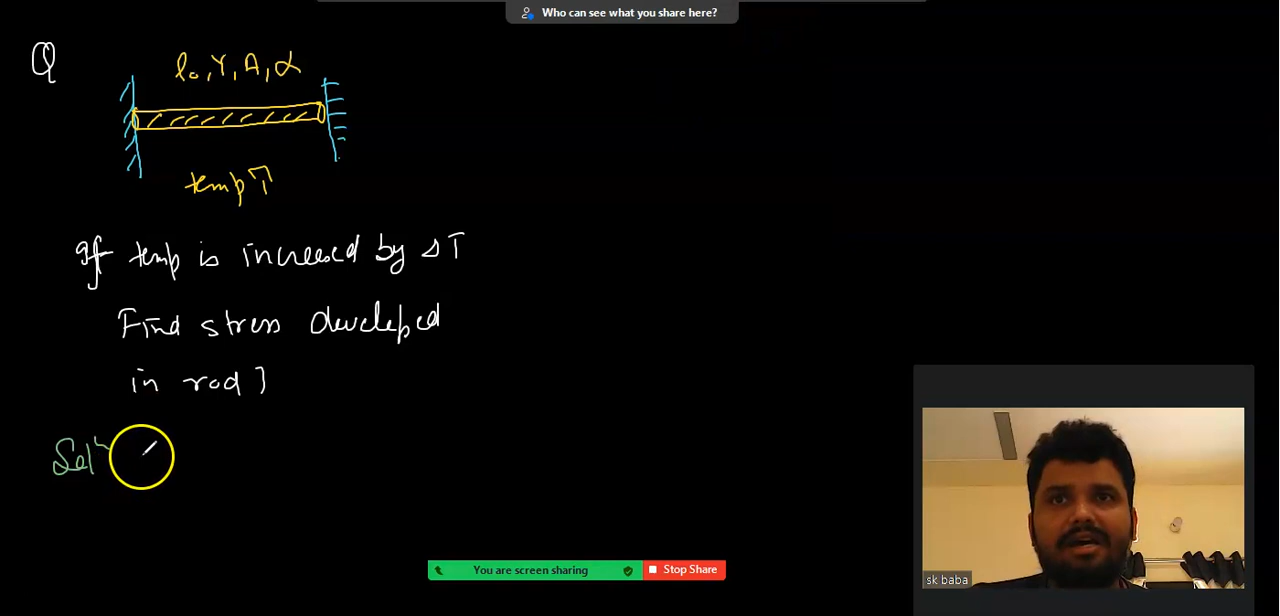 Who can see what you share here?
Q
l₀, Y, A, α
temp T
If temp is increased by ΔT
Find stress developed
in rod ?
Solⁿ
sk baba
You are screen sharing
Stop Share